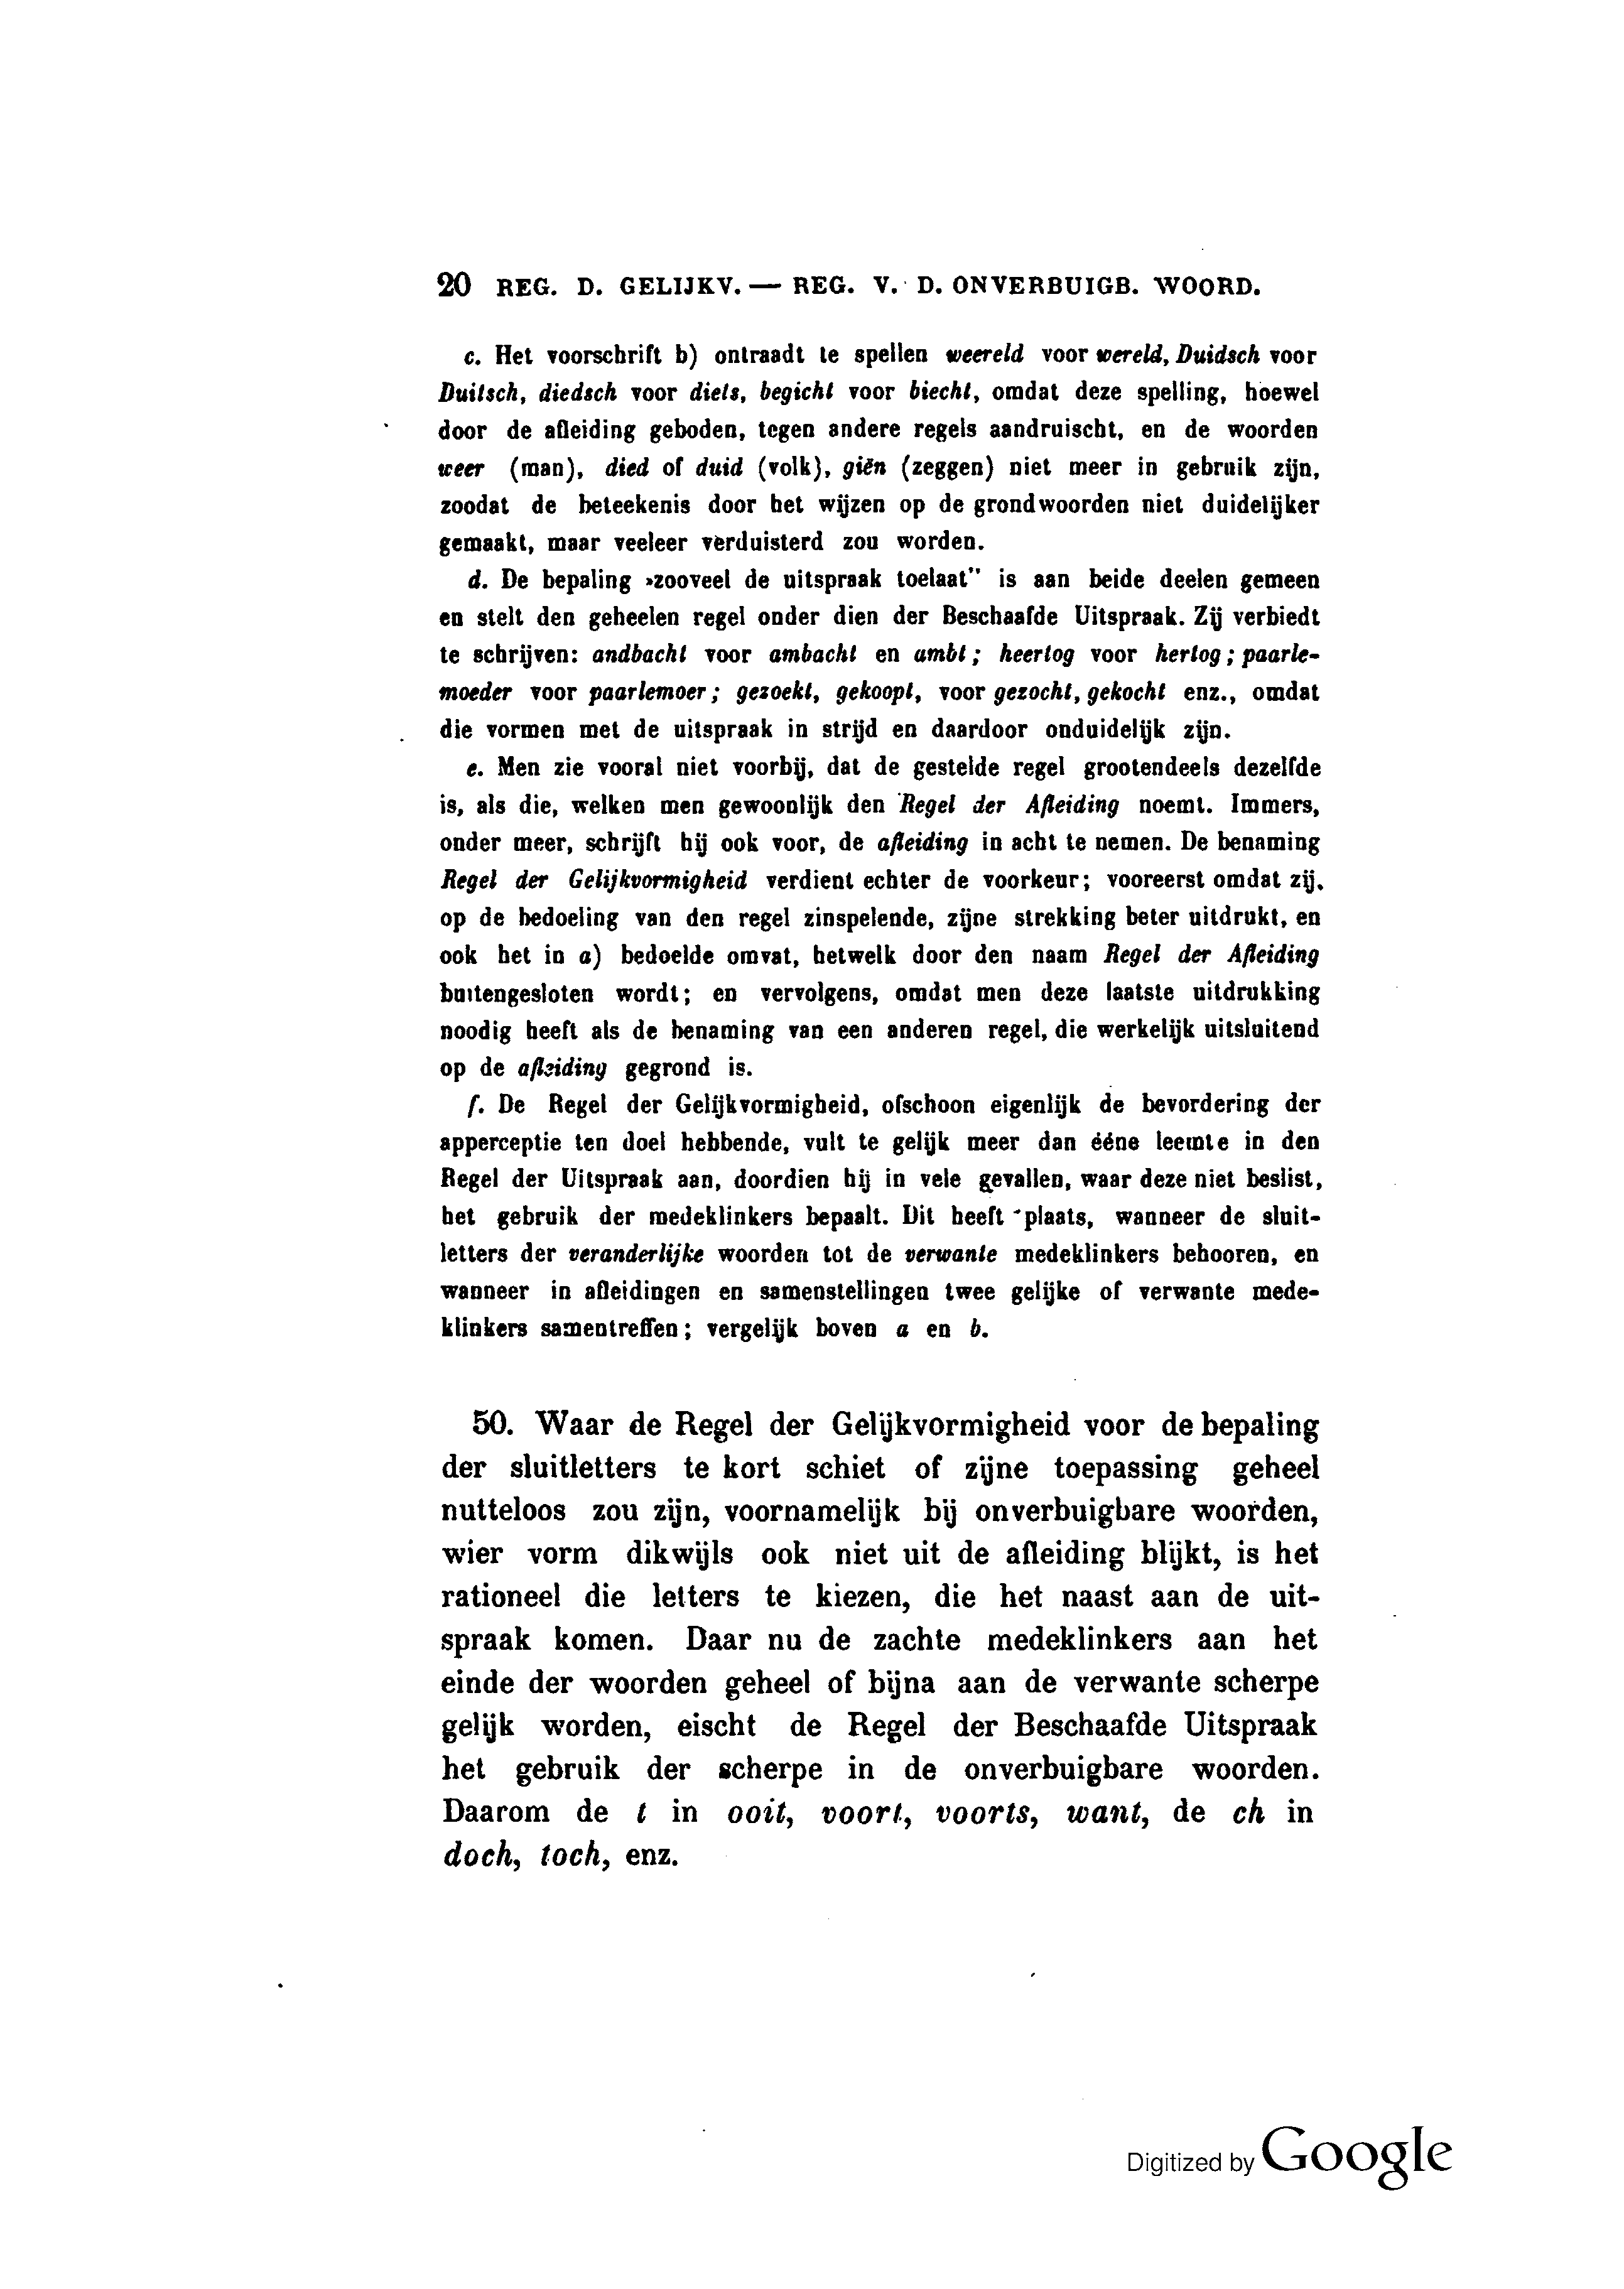 20 REG. D. GELIJKV. — REG. V. D. ONVERBUIGB. WOORD.
c. Het voorschrift b) ontraadt te spellen weereld voor wereld, Duidsch voor
Duitsch, diedsch voor diets, begicht voor biecht, omdat deze spelling, hoewel
door de afleiding geboden, tegen andere regels aandruischt, en de woorden
weer (man), died of duid (volk), giën (zeggen) niet meer in gebruik zijn,
zoodat de beteekenis door het wijzen op de grondwoorden niet duidelijker
gemaakt, maar veeleer verduisterd zou worden.
d. De bepaling »zooveel de uitspraak toelaat” is aan beide deelen gemeen
en stelt den geheelen regel onder dien der Beschaafde Uitspraak. Zij verbiedt
te schrijven: andbacht voor ambacht en ambt; heertog voor hertog; paarle-
moeder voor paarlemoer; gezoekt, gekoopt, voor gezocht, gekocht enz., omdat
die vormen met de uitspraak in strijd en daardoor onduidelijk zijn.
e. Men zie vooral niet voorbij, dat de gestelde regel grootendeels dezelfde
is, als die, welken men gewoonlijk den Regel der Afleiding noemt. Immers,
onder meer, schrijft hij ook voor, de afleiding in acht te nemen. De benaming
Regel der Gelijkvormigheid verdient echter de voorkeur; vooreerst omdat zij,
op de bedoeling van den regel zinspelende, zijne strekking beter uitdrukt, en
ook het in a) bedoelde omvat, hetwelk door den naam Regel der Afleiding
buitengesloten wordt; en vervolgens, omdat men deze laatste uitdrukking
noodig heeft als de benaming van een anderen regel, die werkelijk uitsluitend
op de afleiding gegrond is.
f. De Regel der Gelijkvormigheid, ofschoon eigenlijk de bevordering der
apperceptie ten doel hebbende, vult te gelijk meer dan ééne leemte in den
Regel der Uitspraak aan, doordien hij in vele gevallen, waar deze niet beslist,
het gebruik der medeklinkers bepaalt. Dit heeft plaats, wanneer de sluit-
letters der veranderlijke woorden tot de verwante medeklinkers behooren, en
wanneer in afleidingen en samenstellingen twee gelijke of verwante mede-
klinkers samentreffen; vergelijk boven a en b.
50. Waar de Regel der Gelijkvormigheid voor de bepaling
der sluitletters te kort schiet of zijne toepassing geheel
nutteloos zou zijn, voornamelijk bij onverbuigbare woorden,
wier vorm dikwijls ook niet uit de afleiding blijkt, is het
rationeel die letters te kiezen, die het naast aan de uit-
spraak komen. Daar nu de zachte medeklinkers aan het
einde der woorden geheel of bijna aan de verwante scherpe
gelijk worden, eischt de Regel der Beschaafde Uitspraak
het gebruik der scherpe in de onverbuigbare woorden.
Daarom de t in ooit, voort, voorts, want, de ch in
doch, toch, enz.
Digitized by Google